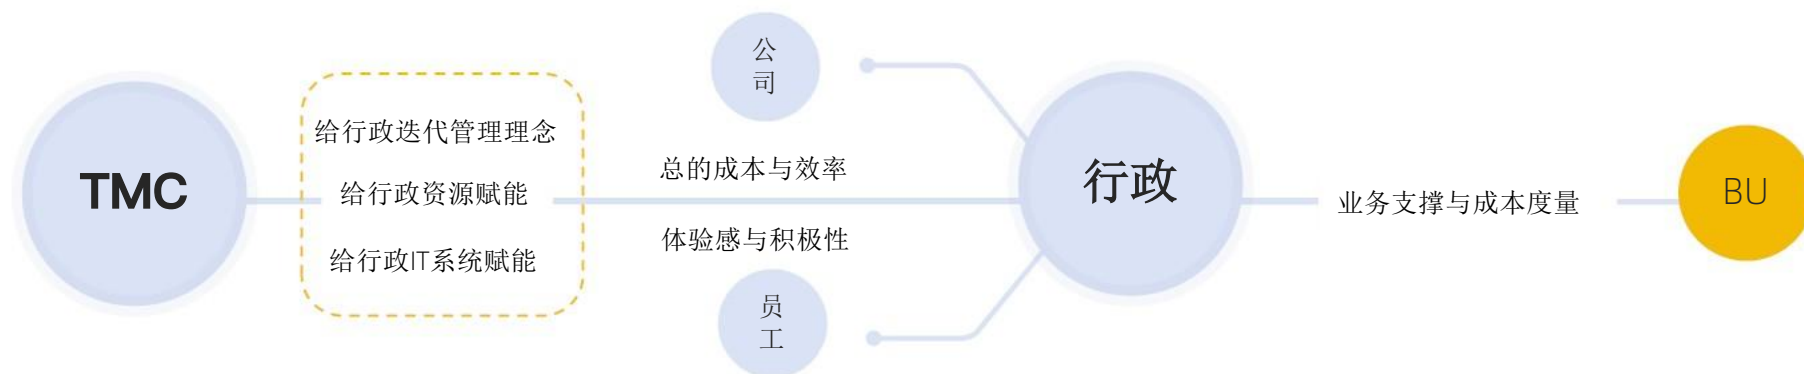 TMC
给行政迭代管理理念
给行政资源赋能
给行政IT系统赋能
公
司
总的成本与效率
体验感与积极性
员
工
行政
业务支撑与成本度量
BU